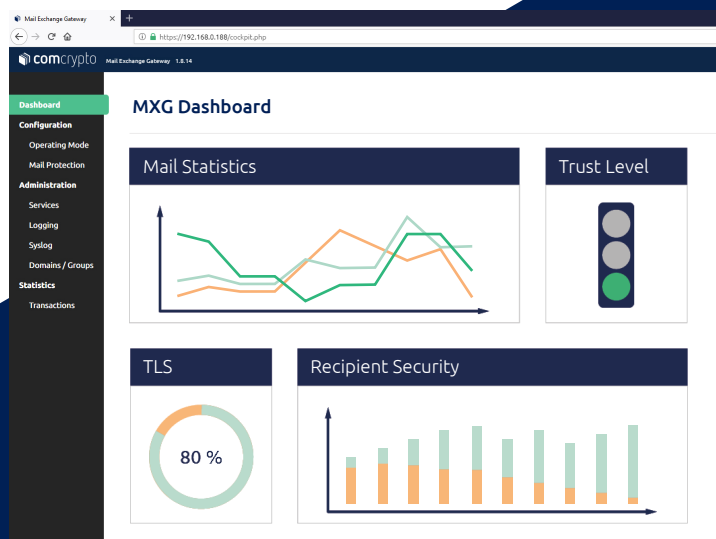 Mail Exchange Gateway
https://192.168.0.188/cockpit.php
comcrypto Mail Exchange Gateway 1.8.14
Dashboard
Configuration
Operating Mode
Mail Protection
Administration
Services
Logging
Syslog
Domains / Groups
Statistics
Transactions
MXG Dashboard
Mail Statistics
Trust Level
TLS
80 %
Recipient Security